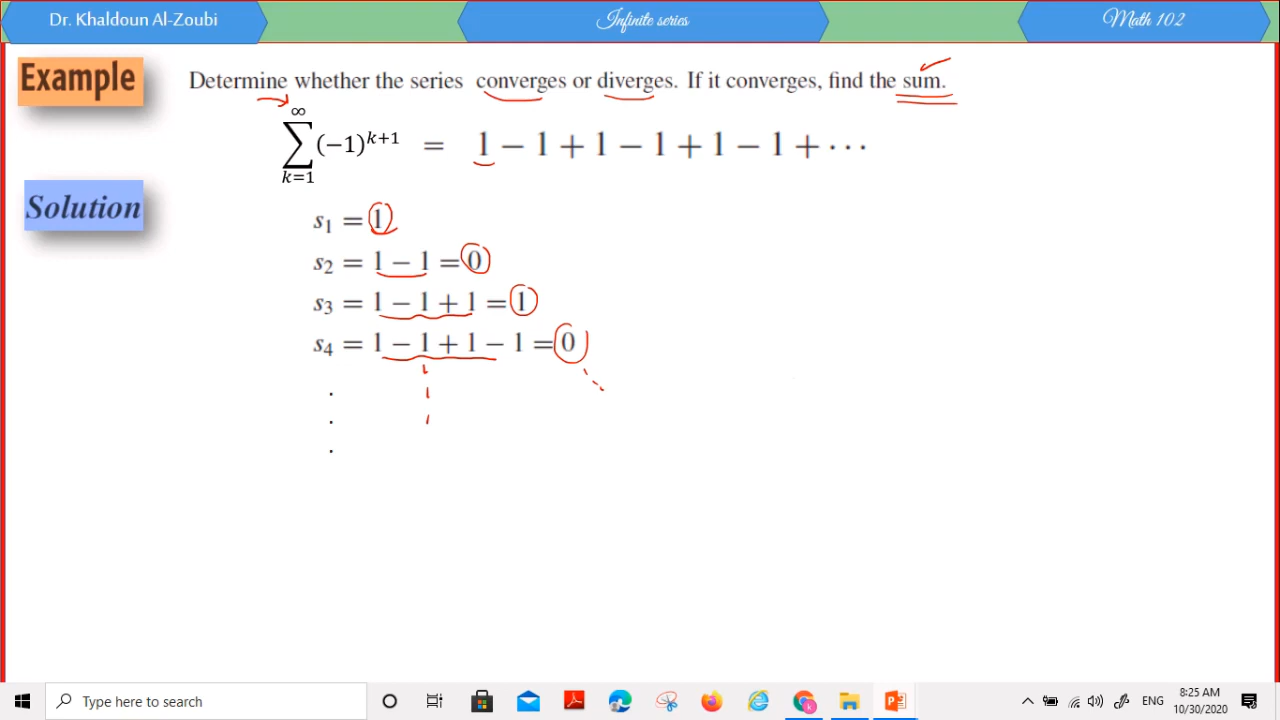 Dr. Khaldoun Al-Zoubi
Infinite series
Math 102
Example
Determine whether the series converges or diverges. If it converges, find the sum.
∞
∑ (−1)^{k+1} = 1 − 1 + 1 − 1 + 1 − 1 + ···
k=1
Solution
s₁ = 1
s₂ = 1 − 1 = 0
s₃ = 1 − 1 + 1 = 1
s₄ = 1 − 1 + 1 − 1 = 0
.
.
.
Type here to search
ENG
8:25 AM
10/30/2020